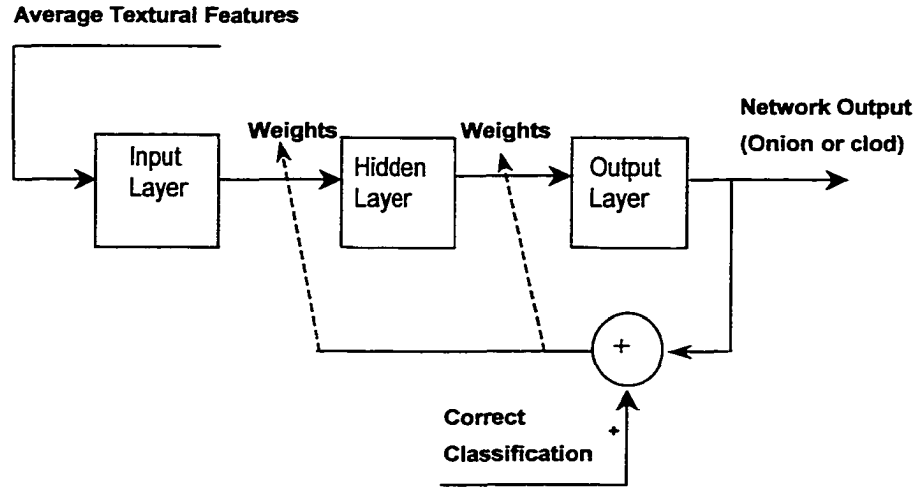 Average Textural Features
Network Output
(Onion or clod)
Weights
Weights
Input
Layer
Hidden
Layer
Output
Layer
+
Correct
Classification
+